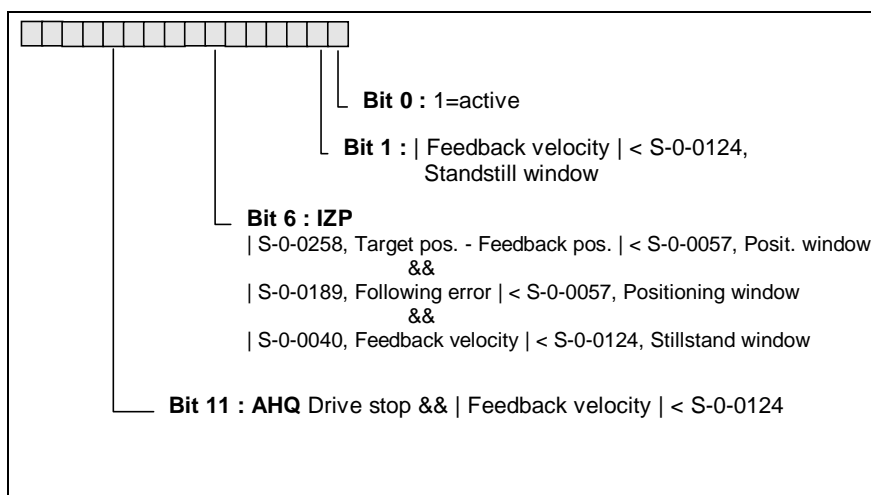 Bit 0 : 1=active
Bit 1 : | Feedback velocity | < S-0-0124,
Standstill window
Bit 6 : IZP
| S-0-0258, Target pos. - Feedback pos. | < S-0-0057, Posit. window
&&
| S-0-0189, Following error | < S-0-0057, Positioning window
&&
| S-0-0040, Feedback velocity | < S-0-0124, Stillstand window
Bit 11 : AHQ Drive stop && | Feedback velocity | < S-0-0124